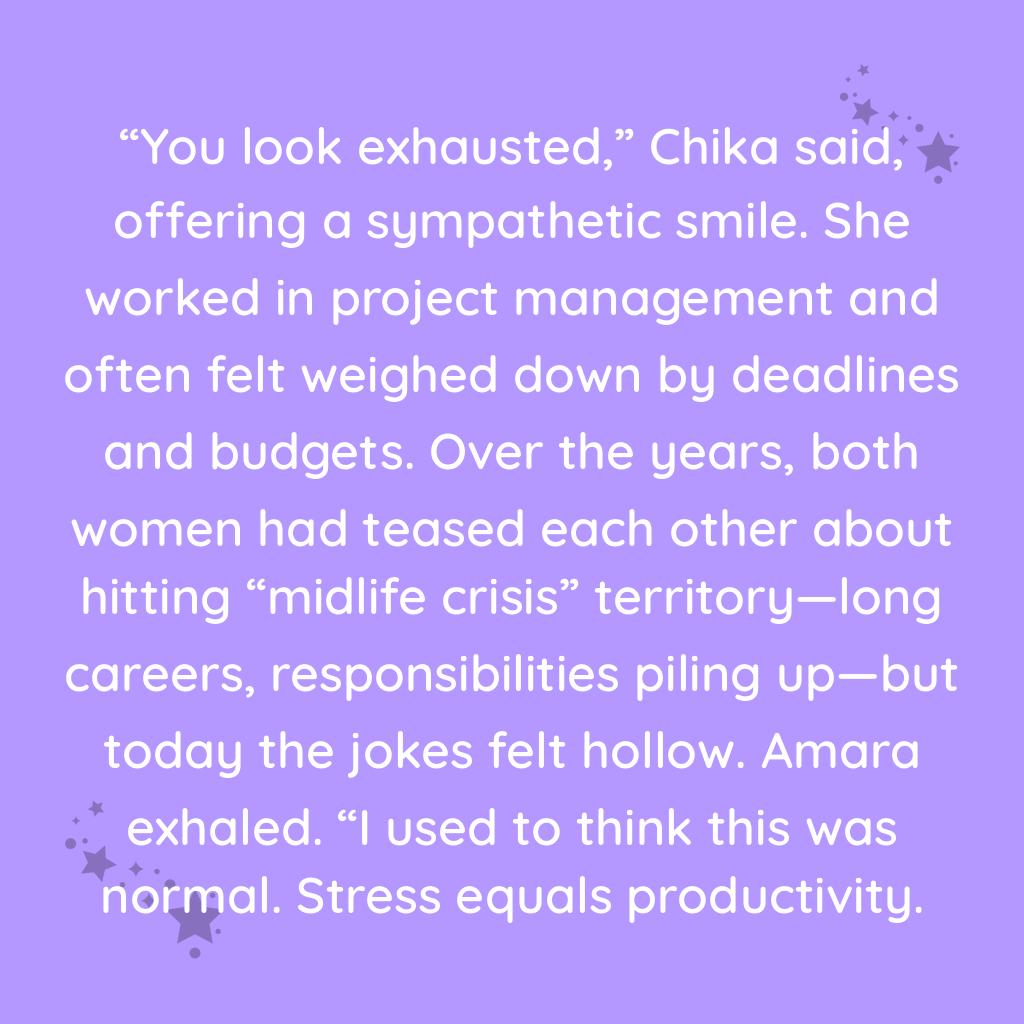 “You look exhausted,” Chika said,
offering a sympathetic smile. She
worked in project management and
often felt weighed down by deadlines
and budgets. Over the years, both
women had teased each other about
hitting “midlife crisis” territory—long
careers, responsibilities piling up—but
today the jokes felt hollow. Amara
exhaled. “I used to think this was
normal. Stress equals productivity.